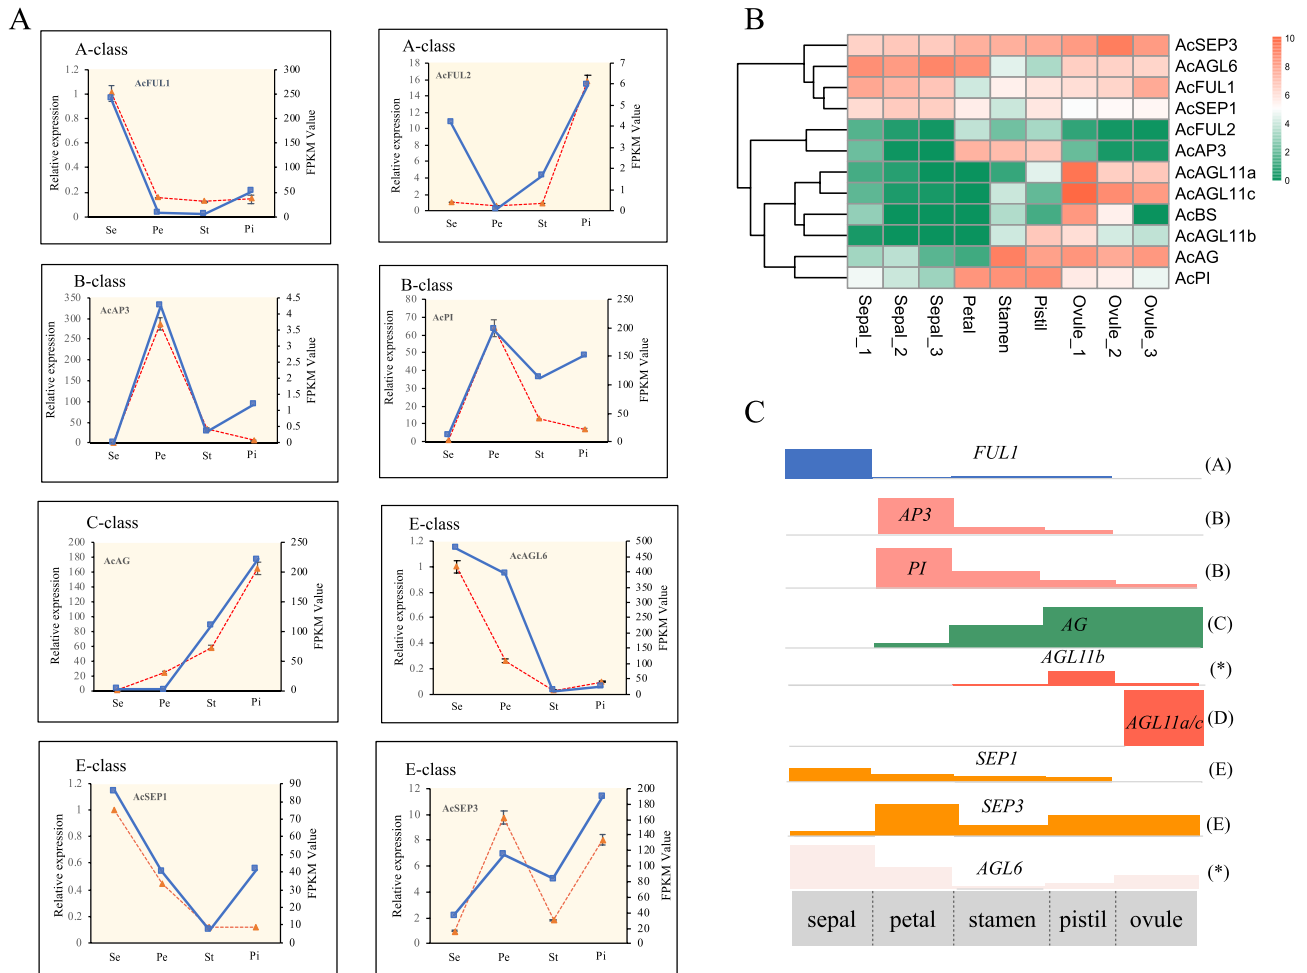 A
A-class
AcFUL1
Relative expression
FPKM Value
1.2
1
0.8
0.6
0.4
0.2
0
300
250
200
150
100
50
0
Se Pe St Pi
A-class
AcFUL2
Relative expression
FPKM Value
18
16
14
12
10
8
6
4
2
0
7
6
5
4
3
2
1
0
Se Pe St Pi
B-class
AcAP3
Relative expression
FPKM Value
350
300
250
200
150
100
50
0
4.5
4
3.5
3
2.5
2
1.5
1
0.5
0
Se Pe St Pi
B-class
AcPI
Relative expression
FPKM Value
80
70
60
50
40
30
20
10
0
250
200
150
100
50
0
Se Pe St Pi
C-class
AcAG
Relative expression
FPKM Value
200
180
160
140
120
100
80
60
40
20
0
250
200
150
100
50
0
Se Pe St Pi
E-class
AcAGL6
Relative expression
FPKM Value
1.2
1
0.8
0.6
0.4
0.2
0
500
450
400
350
300
250
200
150
100
50
0
Se Pe St Pi
E-class
AcSEP1
Relative expression
FPKM Value
1.2
1
0.8
0.6
0.4
0.2
0
90
80
70
60
50
40
30
20
10
0
Se Pe St Pi
E-class
AcSEP3
Relative expression
FPKM Value
12
10
8
6
4
2
0
200
180
160
140
120
100
80
60
40
20
0
Se Pe St Pi
B
AcSEP3
AcAGL6
AcFUL1
AcSEP1
AcFUL2
AcAP3
AcAGL11a
AcAGL11c
AcBS
AcAGL11b
AcAG
AcPI
Sepal_1
Sepal_2
Sepal_3
Petal
Stamen
Pistil
Ovule_1
Ovule_2
Ovule_3
10
8
6
4
2
0
C
FUL1 (A)
AP3 (B)
PI (B)
AG (C)
AGL11b (*)
AGL11a/c (D)
SEP1 (E)
SEP3 (E)
AGL6 (*)
sepal petal stamen pistil ovule